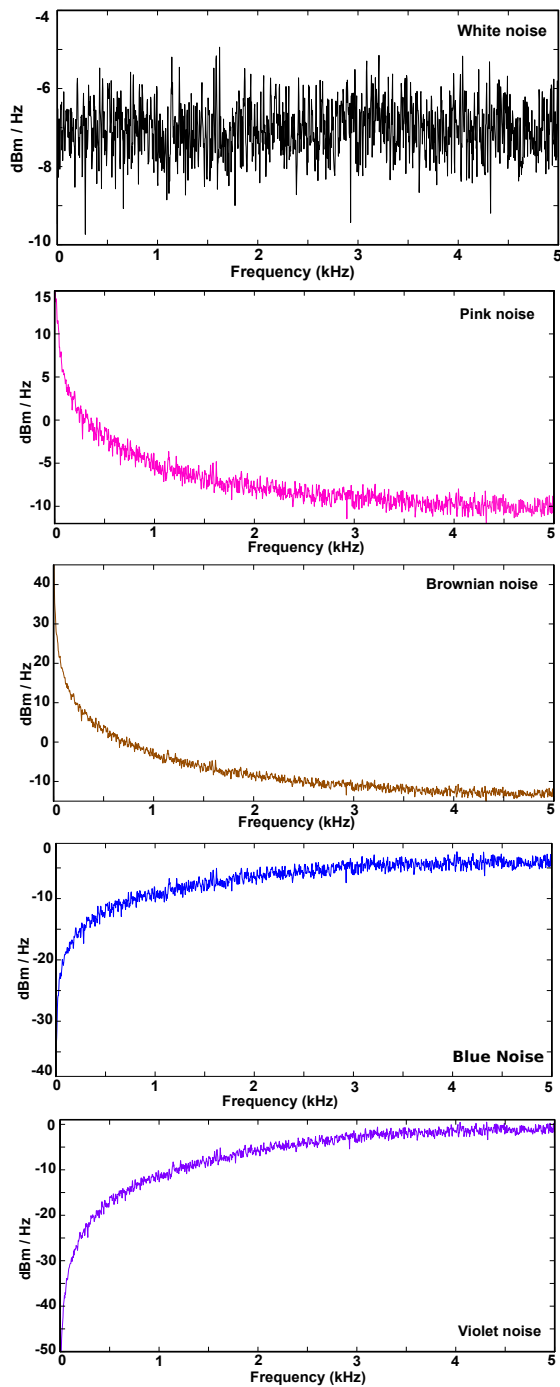 White noise
dBm / Hz
-4
-6
-8
-10
0 1 2 3 4 5
Frequency (kHz)
Pink noise
dBm / Hz
15
10
5
0
-5
-10
0 1 2 3 4 5
Frequency (kHz)
Brownian noise
dBm / Hz
40
30
20
10
0
-10
0 1 2 3 4 5
Frequency (kHz)
dBm / Hz
0
-10
-20
-30
-40
Blue Noise
0 1 2 3 4 5
Frequency (kHz)
dBm / Hz
0
-10
-20
-30
-40
-50
Violet noise
0 1 2 3 4 5
Frequency (kHz)